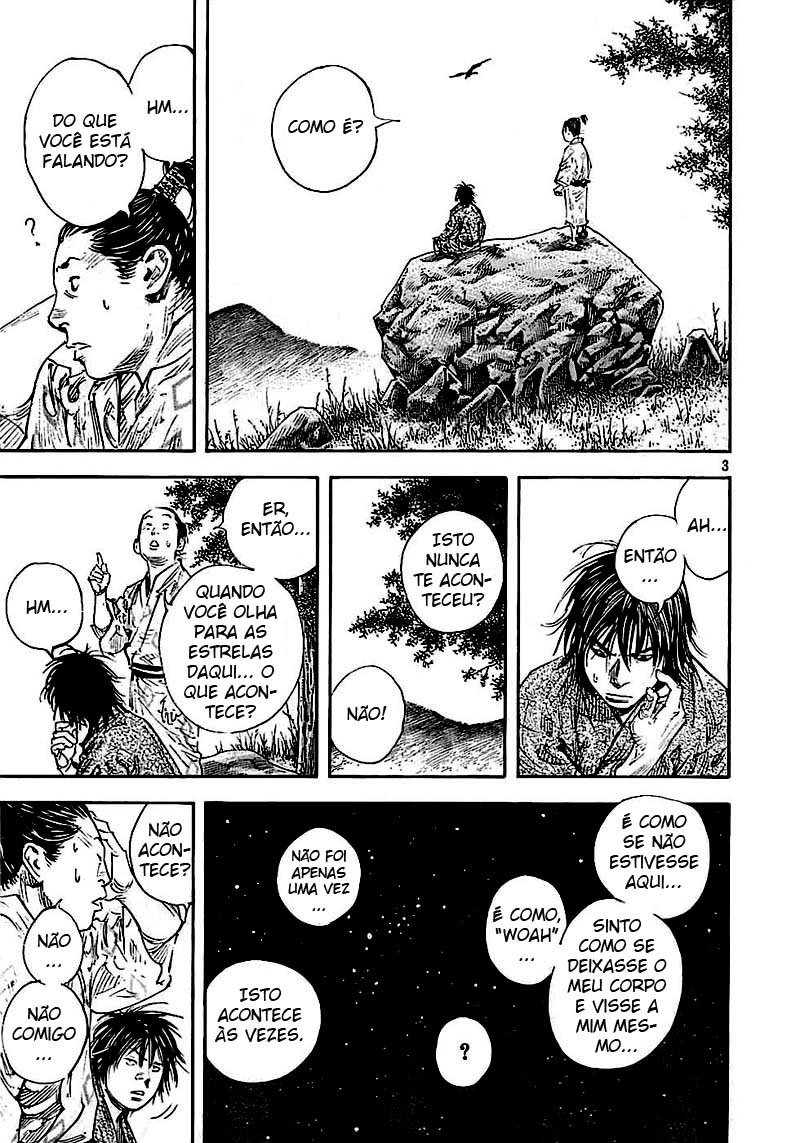 COMO É?
HM...
DO QUE
VOCÊ ESTÁ
FALANDO?
?
3
AH...
ENTÃO
...
ISTO
NUNCA
TE ACON-
TECEU?
NÃO!
ER,
ENTÃO...
QUANDO
VOCÊ OLHA
PARA AS
ESTRELAS
DAQUI... O
QUE ACON-
TECE?
HM...
É COMO
SE NÃO
ESTIVESSE
AQUI...
SINTO
COMO SE
DEIXASSE O
MEU CORPO
E VISSE A
MIM MES-
MO...
É COMO,
"WOAH"
...
?
NÃO FOI
APENAS
UMA VEZ
...
ISTO
ACONTECE
ÀS VEZES.
NÃO
ACON-
TECE?
NÃO
...
NÃO
COMIGO
...